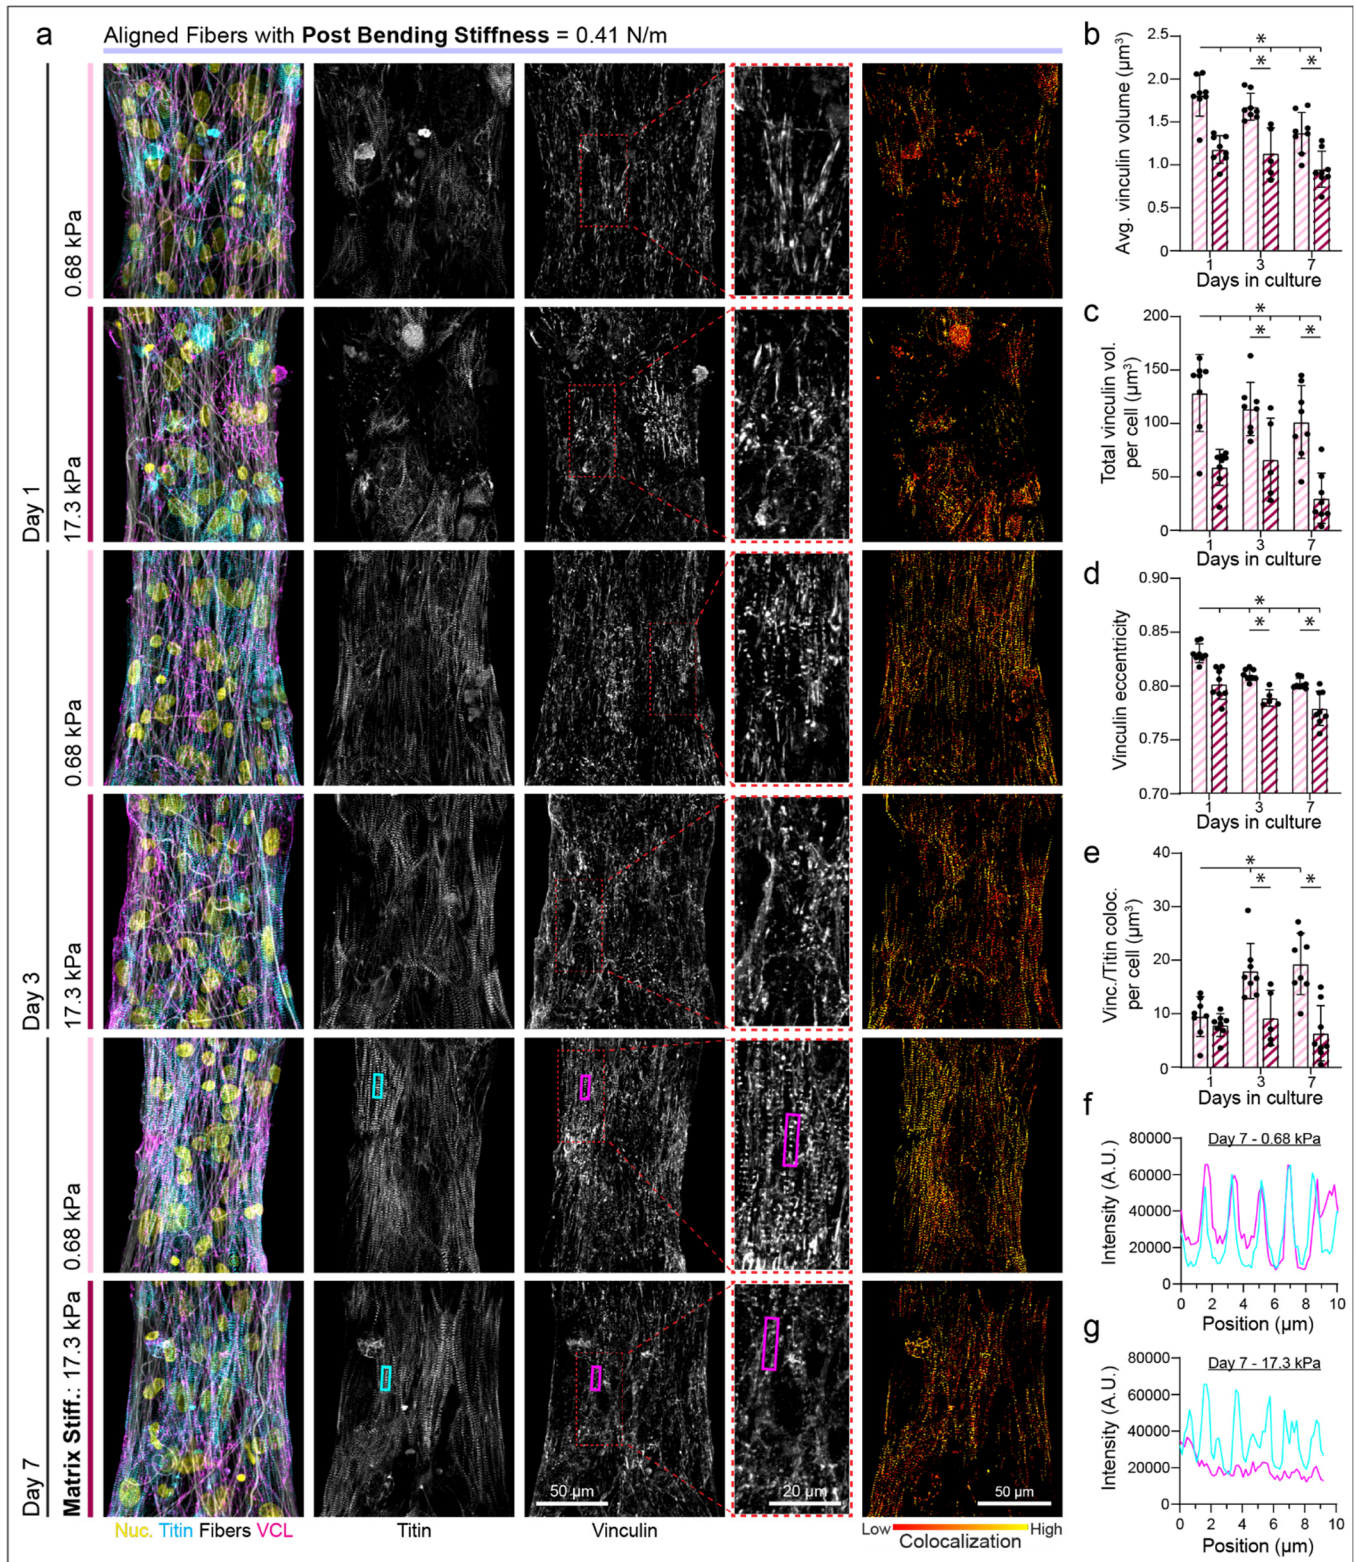 a
Aligned Fibers with Post Bending Stiffness = 0.41 N/m
Day 1
0.68 kPa
17.3 kPa
Day 3
0.68 kPa
17.3 kPa
Day 7
0.68 kPa
Matrix Stiff.: 17.3 kPa
50 µm
20 µm
50 µm
Nuc. Titin Fibers VCL
Titin
Vinculin
Low High
Colocalization
b
Avg. vinculin volume (µm³)
2.5
2.0
1.5
1.0
0.5
0
*
* *
1 3 7
Days in culture
c
Total vinculin vol.
per cell (µm³)
200
150
100
50
0
*
* *
1 3 7
Days in culture
d
Vinculin eccentricity
0.90
0.85
0.80
0.75
0.70
*
* *
1 3 7
Days in culture
e
Vinc./Titin coloc.
per cell (µm³)
40
30
20
10
0
*
* *
1 3 7
Days in culture
f
Day 7 - 0.68 kPa
Intensity (A.U.)
80000
60000
40000
20000
0
0 2 4 6 8 10
Position (µm)
g
Day 7 - 17.3 kPa
Intensity (A.U.)
80000
60000
40000
20000
0
0 2 4 6 8 10
Position (µm)